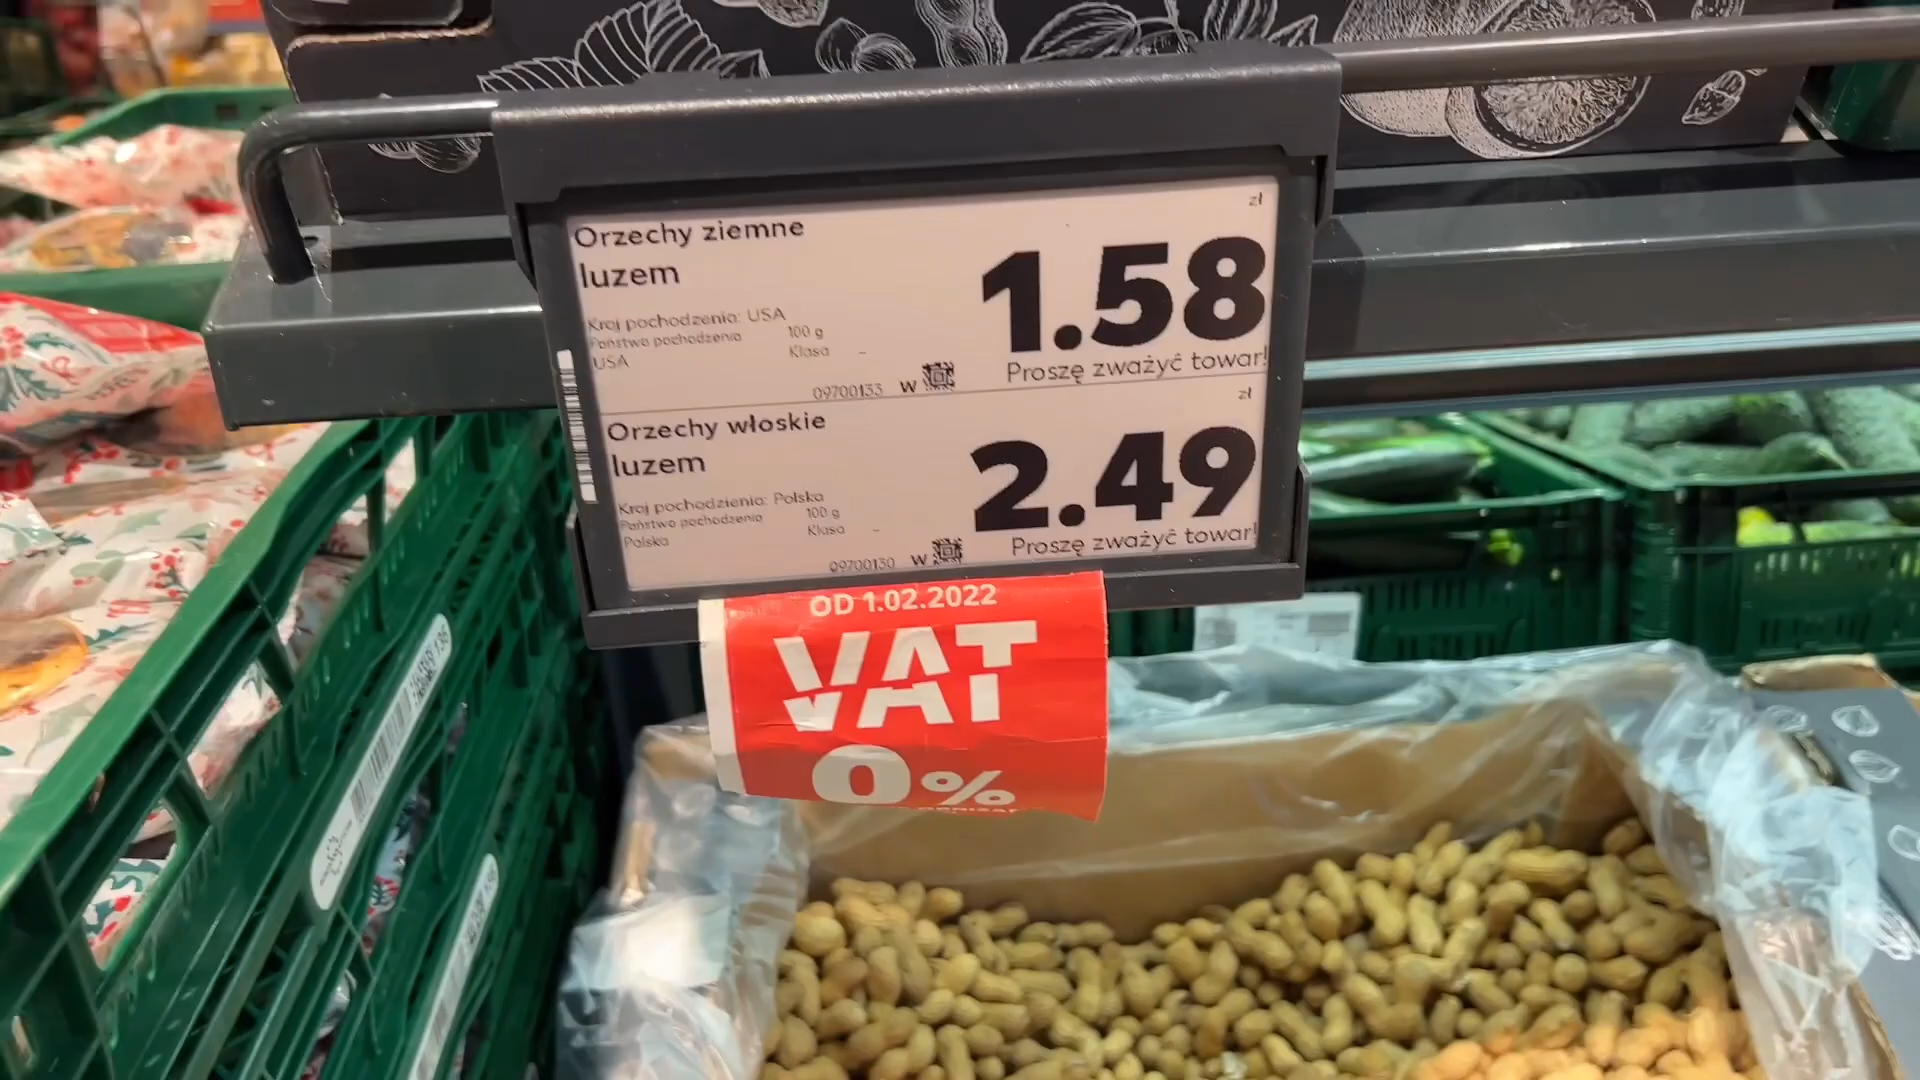 zł
Orzechy ziemne
luzem
1.58
Kraj pochodzenia: USA
Państwo pochodzenia
100 g
USA
Klasa -
Proszę zważyć towar!
09700133 W
zł
Orzechy włoskie
luzem
2.49
Kraj pochodzienia: Polska
Państwo pochodzenia
100 g
Polska
Klasa -
Proszę zważyć towar!
09700130 W
OD 1.02.2022
VAT
0%